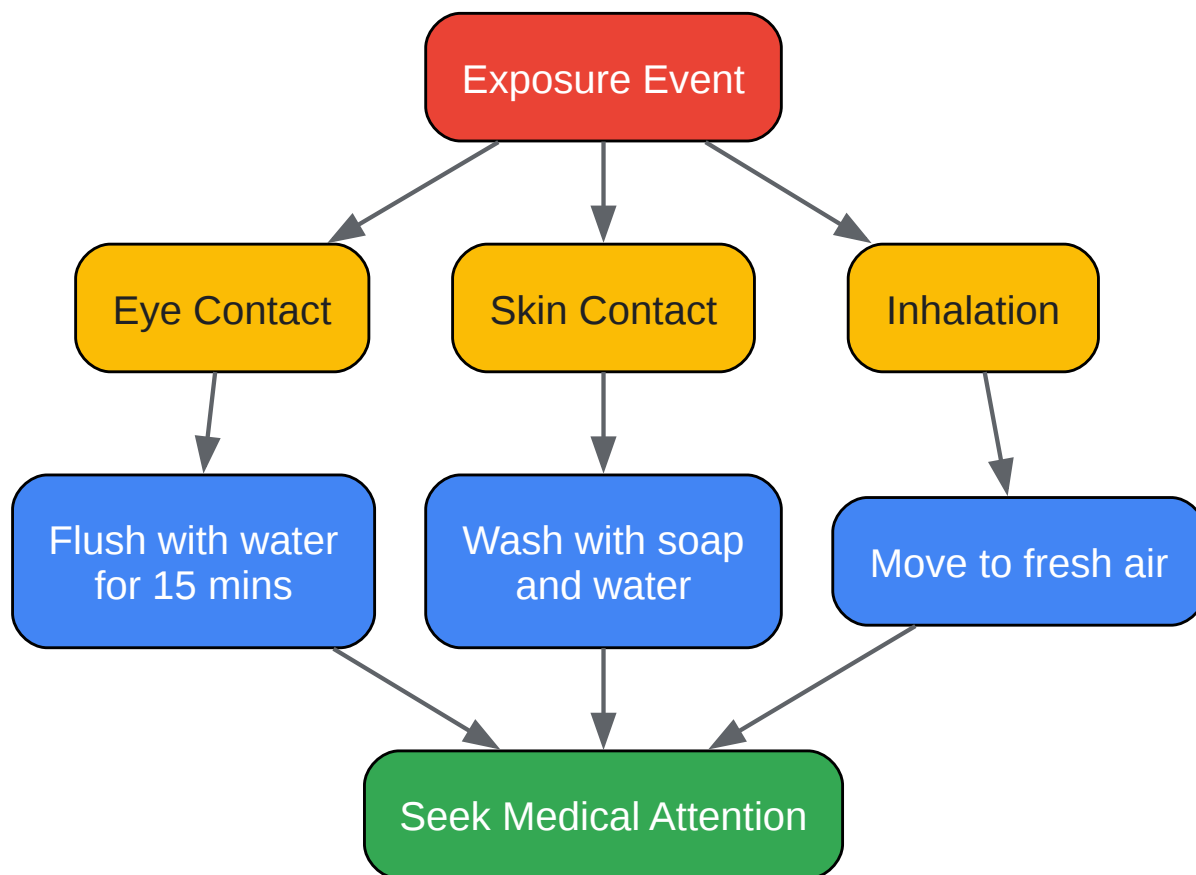 Exposure Event
Eye Contact
Skin Contact
Inhalation
Flush with water
for 15 mins
Wash with soap
and water
Move to fresh air
Seek Medical Attention